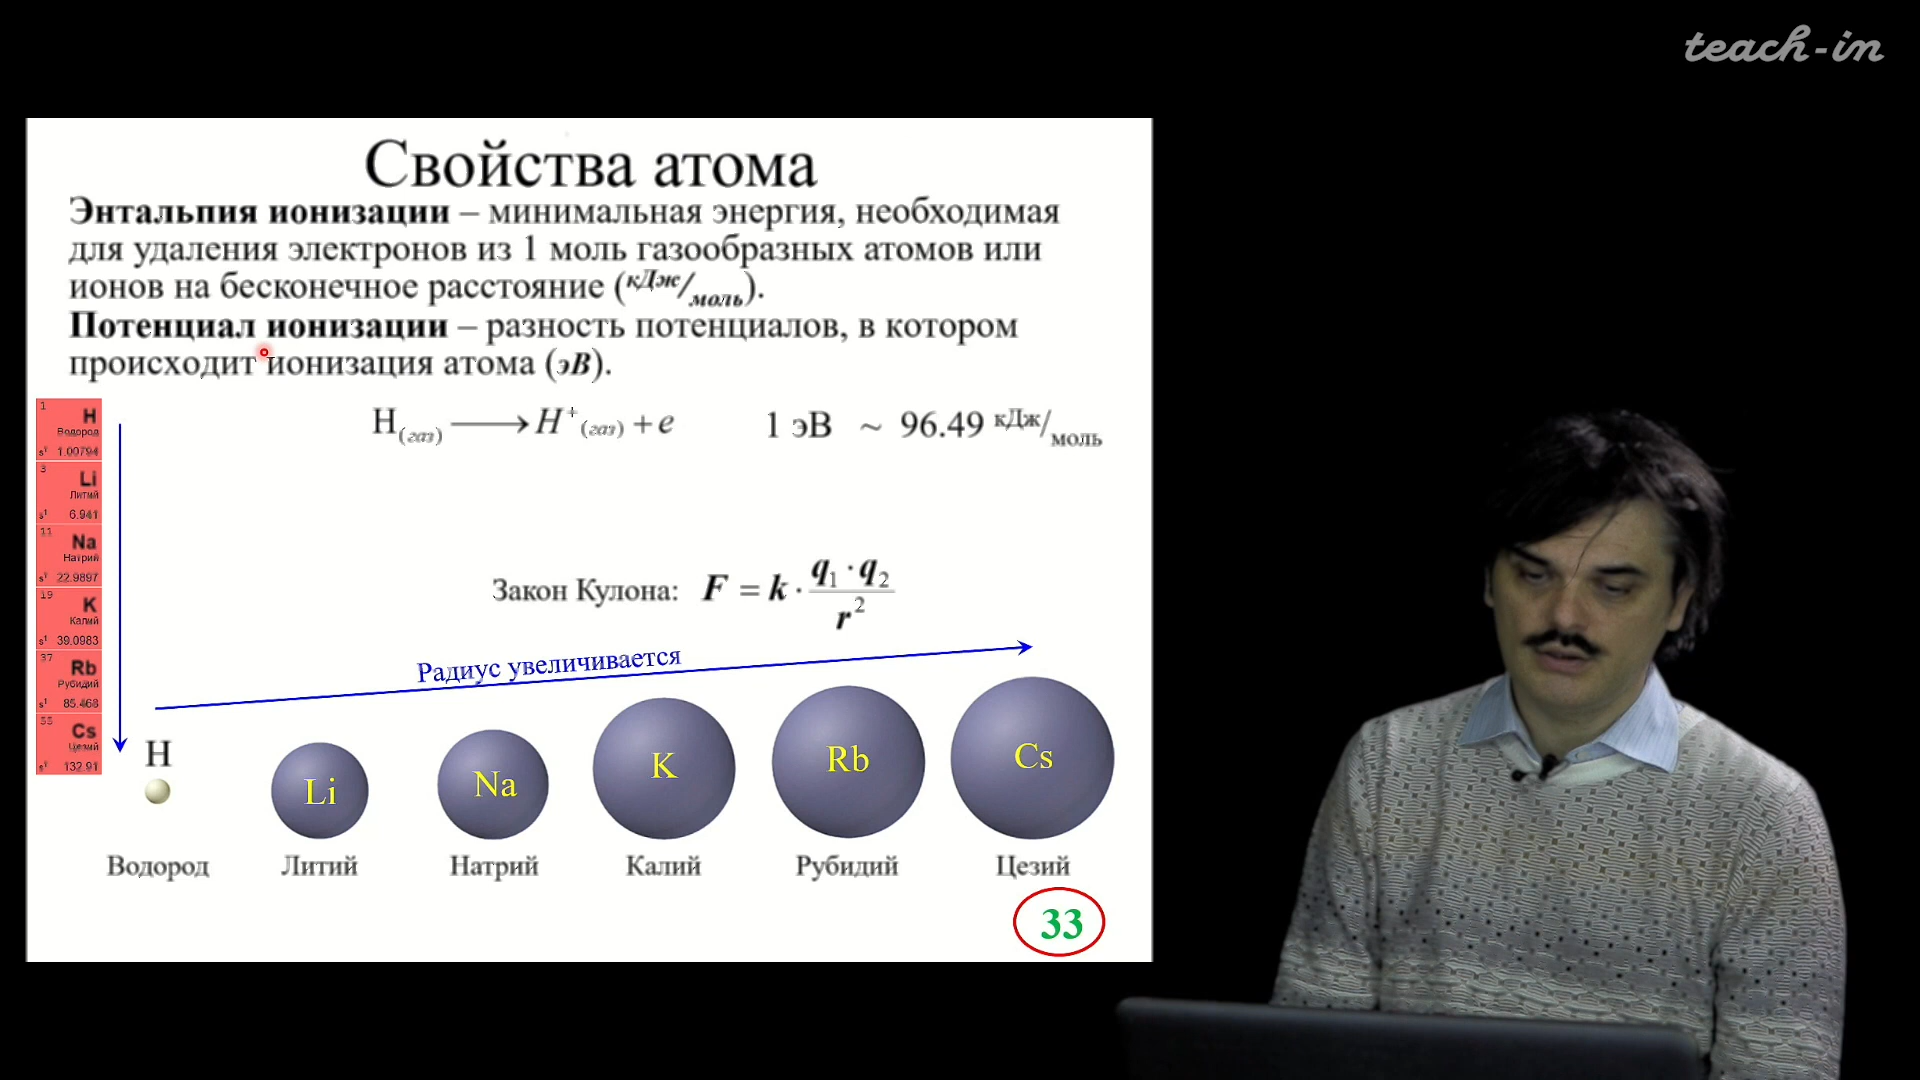 teach-in
Свойства атома
Энтальпия ионизации – минимальная энергия, необходимая
для удаления электронов из 1 моль газообразных атомов или
ионов на бесконечное расстояние (кДж/моль).
Потенциал ионизации – разность потенциалов, в котором
происходит ионизация атома (эВ).
H(газ) ⟶ H⁺(газ) + e
1 эВ ~ 96.49 кДж/моль
1
H
Водород
s¹ 1.00794
3
Li
Литий
s¹ 6.941
11
Na
Натрий
s¹ 22.9897
19
K
Калий
s¹ 39.0983
37
Rb
Рубидий
s¹ 85.468
55
Cs
Цезий
s¹ 132.91
Закон Кулона: F = k · q₁ · q₂ / r²
Радиус увеличивается
H
Li
Na
K
Rb
Cs
Водород
Литий
Натрий
Калий
Рубидий
Цезий
33